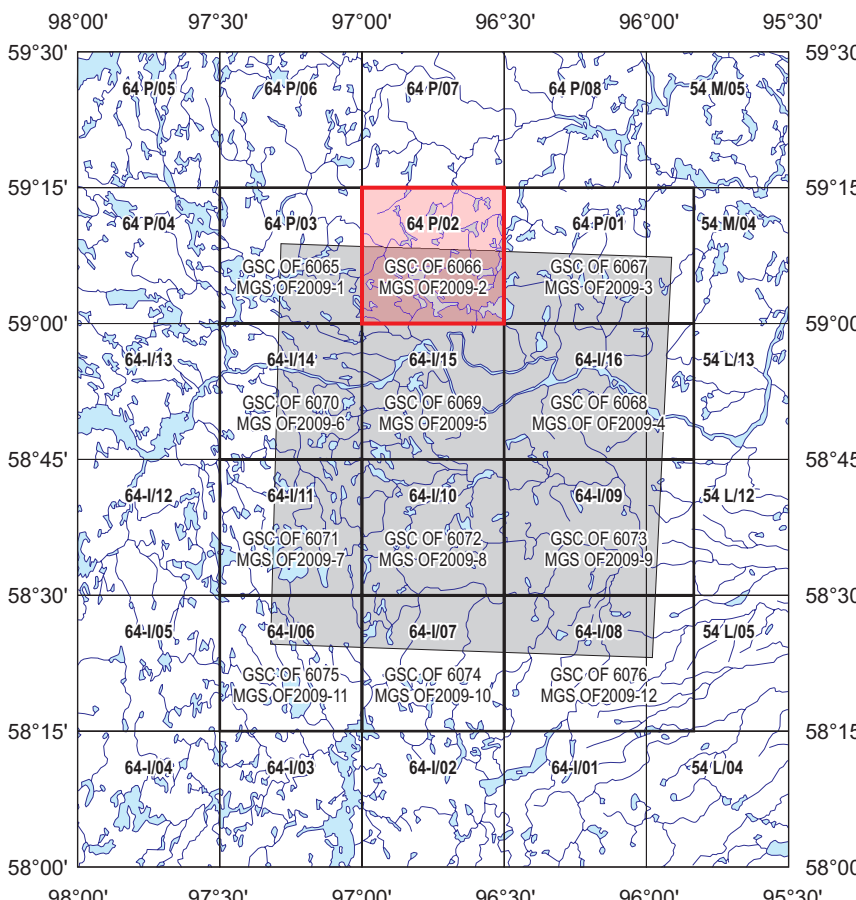 98°00' 97°30' 97°00' 96°30' 96°00' 95°30'
59°30' 59°30
64 P/05 64 P/06 64 P/07 64 P/08 54 M/05
59°15' 59°15
64 P/04 64 P/03 64 P/02 64 P/01 54 M/04
GSC OF 6065 GSC OF 6066 GSC OF 6067
MGS OF2009-1 MGS OF2009-2 MGS OF2009-3
59°00' 59°00
64-I/13 64-I/14 64-I/15 64-I/16 54 L/13
GSC OF 6070 GSC OF 6069 GSC OF 6068
MGS OF2009-6 MGS OF2009-5 MGS OF OF2009-4
58°45' 58°45
64-I/12 64-I/11 64-I/10 64-I/09 54 L/12
GSC OF 6071 GSC OF 6072 GSC OF 6073
MGS OF2009-7 MGS OF2009-8 MGS OF2009-9
58°30' 58°30
64-I/05 64-I/06 64-I/07 64-I/08 54 L/05
GSC OF 6075 GSC OF 6074 GSC OF 6076
MGS OF2009-11 MGS OF2009-10 MGS OF2009-12
58°15' 58°15
64-I/04 64-I/03 64-I/02 64-I/01 54 L/04
58°00' 58°00
98°00' 97°30' 97°00' 96°30' 96°00' 95°30'